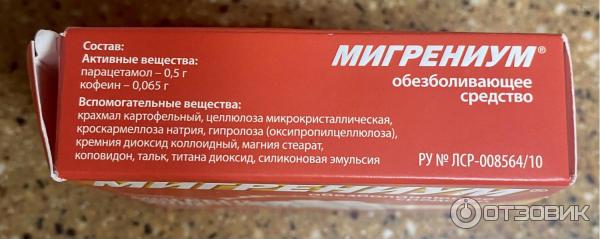 Состав:
Активные вещества:
парацетамол – 0,5 г
кофеин – 0,065 г
Вспомогательные вещества:
крахмал картофельный, целлюлоза микрокристаллическая,
кроскармеллоза натрия, гипролоза (оксипропилцеллюлоза),
кремния диоксид коллоидный, магния стеарат,
коповидон, тальк, титана диоксид, силиконовая эмульсия
МИГРЕНИУМ®
обезболивающее
средство
РУ № ЛСР-008564/10
МИГРЕНИУМ®
обезболивающее
ОТЗОВИК